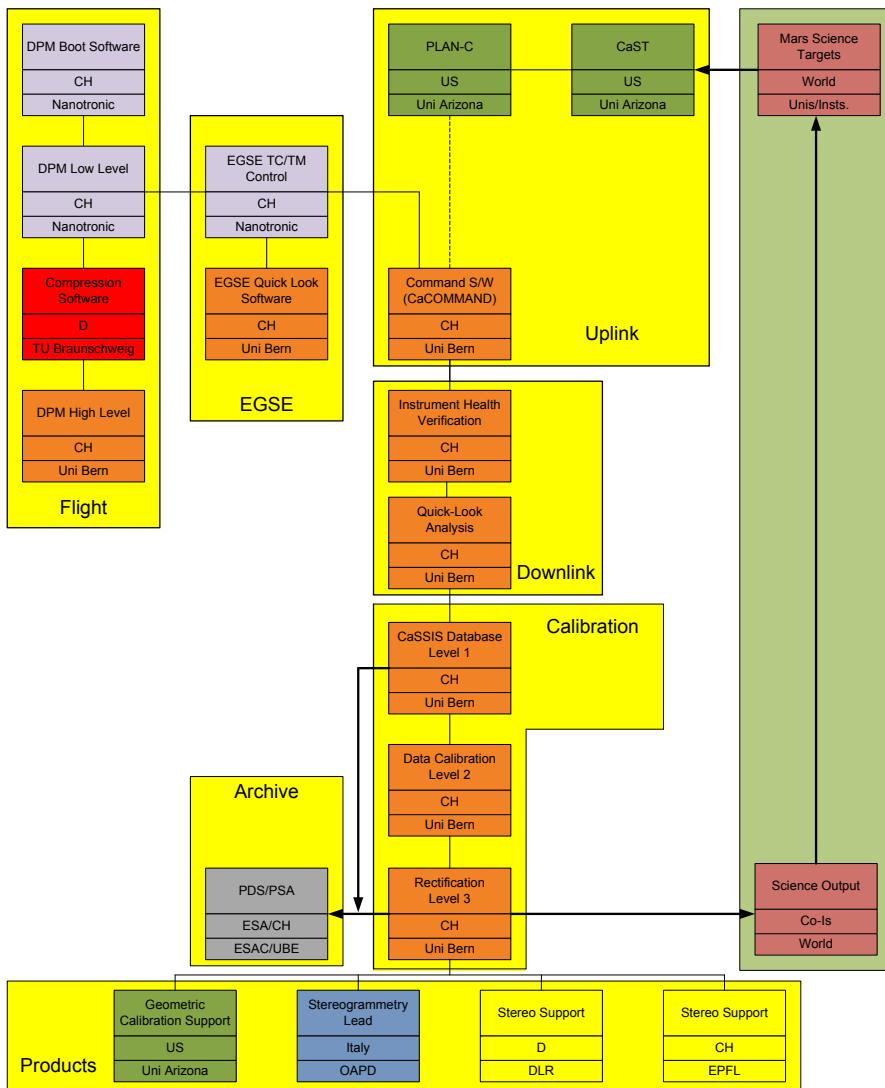 DPM Boot Software
CH
Nanotronic
DPM Low Level
CH
Nanotronic
Compression
Software
D
TU Braunschweig
DPM High Level
CH
Uni Bern
Flight
EGSE TC/TM
Control
CH
Nanotronic
EGSE Quick Look
Software
CH
Uni Bern
EGSE
PLAN-C
US
Uni Arizona
CaST
US
Uni Arizona
Command S/W
(CaCOMMAND)
CH
Uni Bern
Uplink
Mars Science
Targets
World
Unis/Insts.
Instrument Health
Verification
CH
Uni Bern
Quick-Look
Analysis
CH
Uni Bern
Downlink
Calibration
CaSSIS Database
Level 1
CH
Uni Bern
Data Calibration
Level 2
CH
Uni Bern
Rectification
Level 3
CH
Uni Bern
Archive
PDS/PSA
ESA/CH
ESAC/UBE
Science Output
Co-Is
World
Products
Geometric
Calibration Support
US
Uni Arizona
Stereogrammetry
Lead
Italy
OAPD
Stereo Support
D
DLR
Stereo Support
CH
EPFL